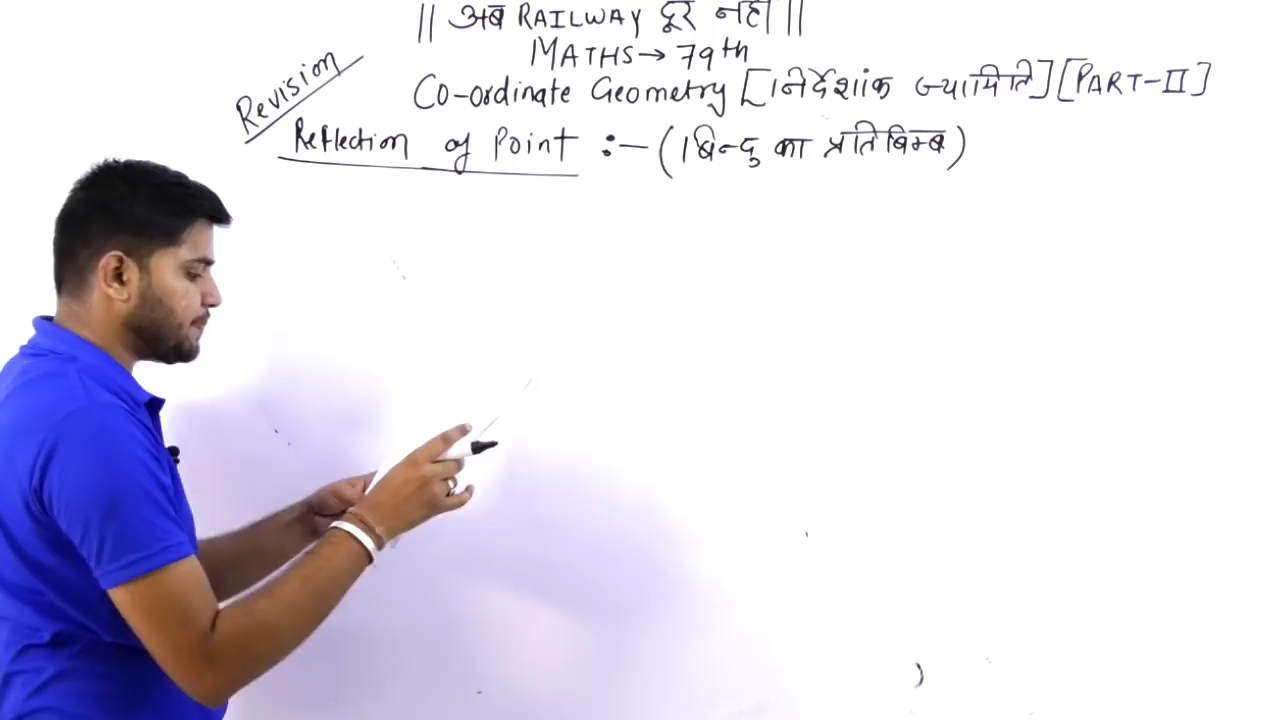 || अब RAILWAY दूर नहीं ||
MATHS → 79th
Revision
Co-ordinate Geometry [निर्देशांक ज्यामिति] [PART-II]
Reflection of Point :- (बिन्दु का प्रतिबिम्ब)